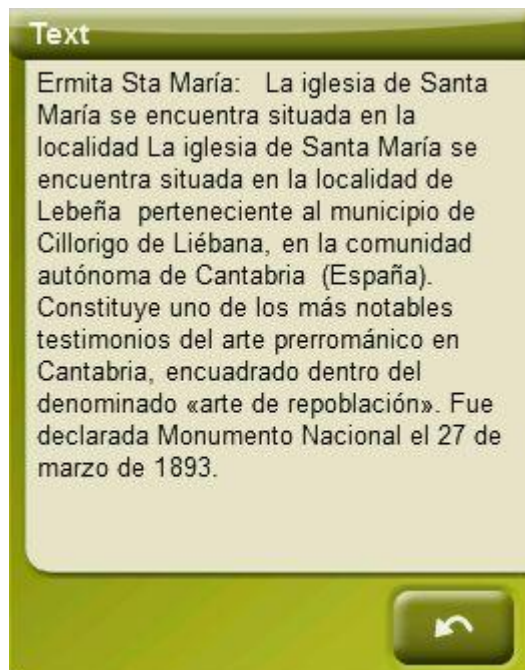 Text
Ermita Sta María:   La iglesia de Santa
María se encuentra situada en la
localidad La iglesia de Santa María se
encuentra situada en la localidad de
Lebeña  perteneciente al municipio de
Cillorigo de Liébana, en la comunidad
autónoma de Cantabria  (España).
Constituye uno de los más notables
testimonios del arte prerrománico en
Cantabria, encuadrado dentro del
denominado «arte de repoblación». Fue
declarada Monumento Nacional el 27 de
marzo de 1893.